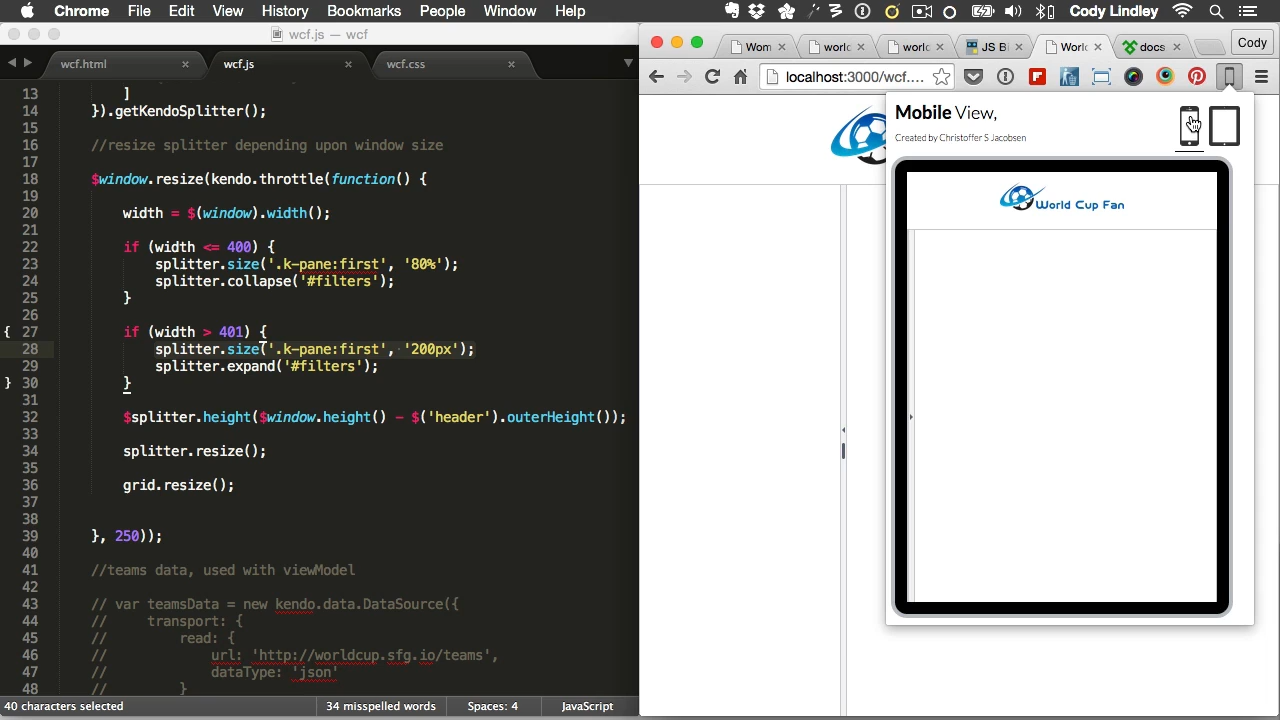 Chrome File Edit View History Bookmarks People Window Help Cody Lindley
wcf.js — wcf
wcf.html
wcf.js
wcf.css
13 ]
14 }).getKendoSplitter();
15
16 //resize splitter depending upon window size
17
18 $window.resize(kendo.throttle(function() {
19
20 width = $(window).width();
21
22 if (width <= 400) {
23 splitter.size('.k-pane:first', '80%');
24 splitter.collapse('#filters');
25 }
26
{ 27 if (width > 401) {
28 splitter.size('.k-pane:first', '200px');
29 splitter.expand('#filters');
} 30 }
31
32 $splitter.height($window.height() - $('header').outerHeight());
33
34 splitter.resize();
35
36 grid.resize();
37
38
39 }, 250));
40
41 //teams data, used with viewModel
42
43 // var teamsData = new kendo.data.DataSource({
44 // transport: {
45 // read: {
46 // url: 'http://worldcup.sfg.io/teams',
47 // dataType: 'json'
48 // }
40 characters selected 34 misspelled words Spaces: 4 JavaScript
Wom
worlc
worlc
JS Bi
Worl
docs
Cody
localhost:3000/wcf....
Mobile View,
Created by Christoffer S Jacobsen
World Cup Fan